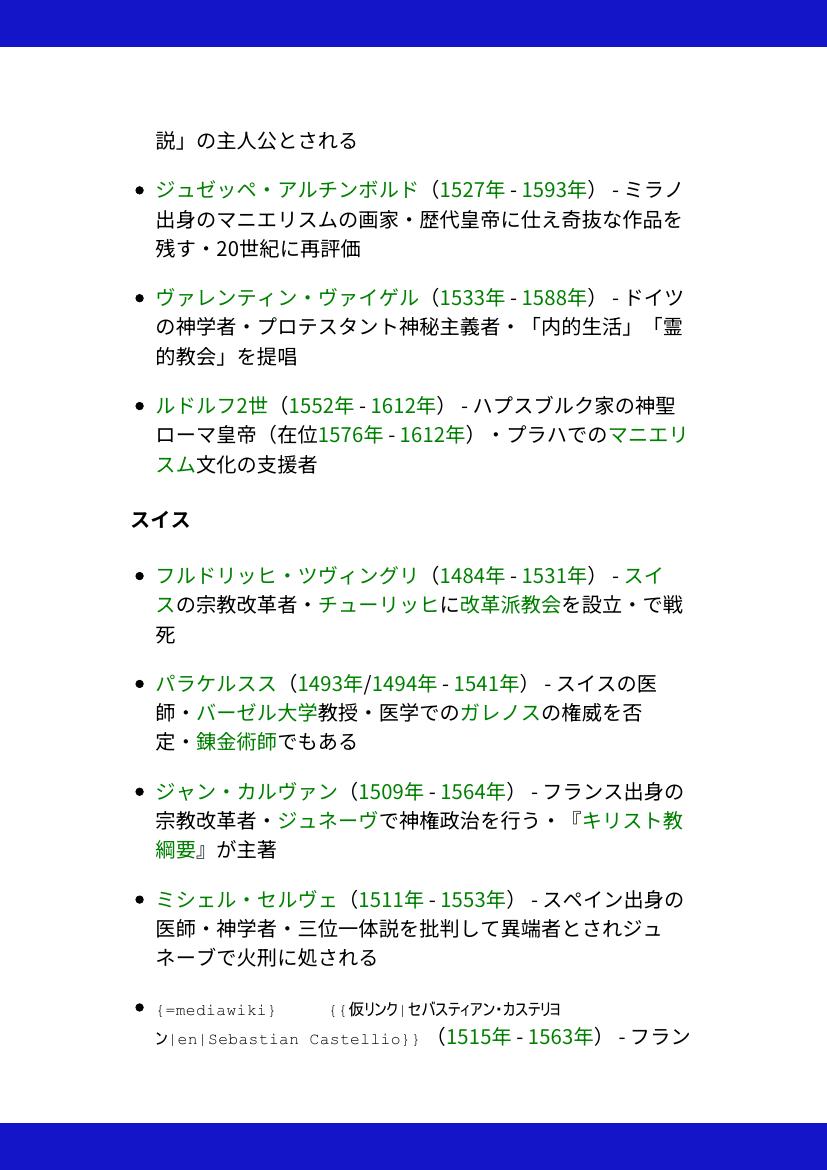 説」の主人公とされる
ジュゼッペ・アルチンボルド（1527年 - 1593年） - ミラノ
出身のマニエリスムの画家・歴代皇帝に仕え奇抜な作品を
残す・20世紀に再評価
ヴァレンティン・ヴァイゲル（1533年 - 1588年） - ドイツ
の神学者・プロテスタント神秘主義者・「内的生活」「霊
的教会」を提唱
ルドルフ2世（1552年 - 1612年） - ハプスブルク家の神聖
ローマ皇帝（在位1576年 - 1612年）・プラハでのマニエリ
スム文化の支援者
スイス
フルドリッヒ・ツヴィングリ（1484年 - 1531年） - スイ
スの宗教改革者・チューリッヒに改革派教会を設立・で戦
死
パラケルスス（1493年/1494年 - 1541年） - スイスの医
師・バーゼル大学教授・医学でのガレノスの権威を否
定・錬金術師でもある
ジャン・カルヴァン（1509年 - 1564年） - フランス出身の
宗教改革者・ジュネーヴで神権政治を行う・『キリスト教
綱要』が主著
ミシェル・セルヴェ（1511年 - 1553年） - スペイン出身の
医師・神学者・三位一体説を批判して異端者とされジュ
ネーブで火刑に処される
{=mediawiki} {{仮リンク|セバスティアン・カステリヨ
ン|en|Sebastian Castellio}} （1515年 - 1563年） - フラン